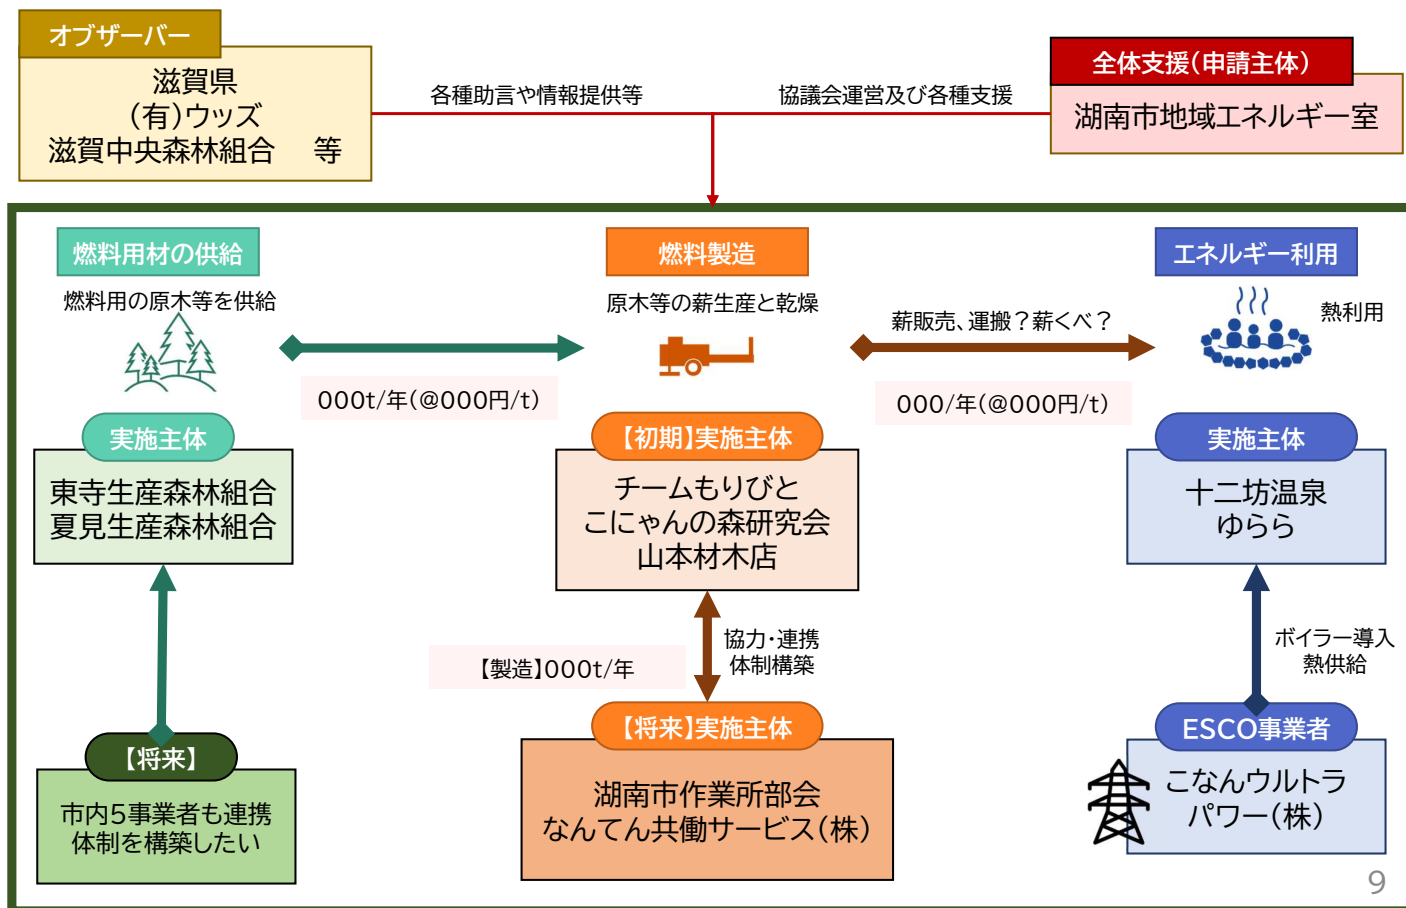 オブザーバー
滋賀県
(有)ウッズ
滋賀中央森林組合　等
各種助言や情報提供等
協議会運営及び各種支援
全体支援(申請主体)
湖南市地域エネルギー室
燃料用材の供給
燃料用の原木等を供給
燃料製造
原木等の薪生産と乾燥
エネルギー利用
熱利用
000t/年(@000円/t)
薪販売、運搬？薪くべ？
000/年(@000円/t)
実施主体
東寺生産森林組合
夏見生産森林組合
【初期】実施主体
チームもりびと
こにゃんの森研究会
山本材木店
実施主体
十二坊温泉
ゆらら
【製造】000t/年
協力・連携
体制構築
ボイラー導入
熱供給
【将来】
市内5事業者も連携
体制を構築したい
【将来】実施主体
湖南市作業所部会
なんてん共働サービス(株)
ESCO事業者
こなんウルトラ
パワー(株)
9